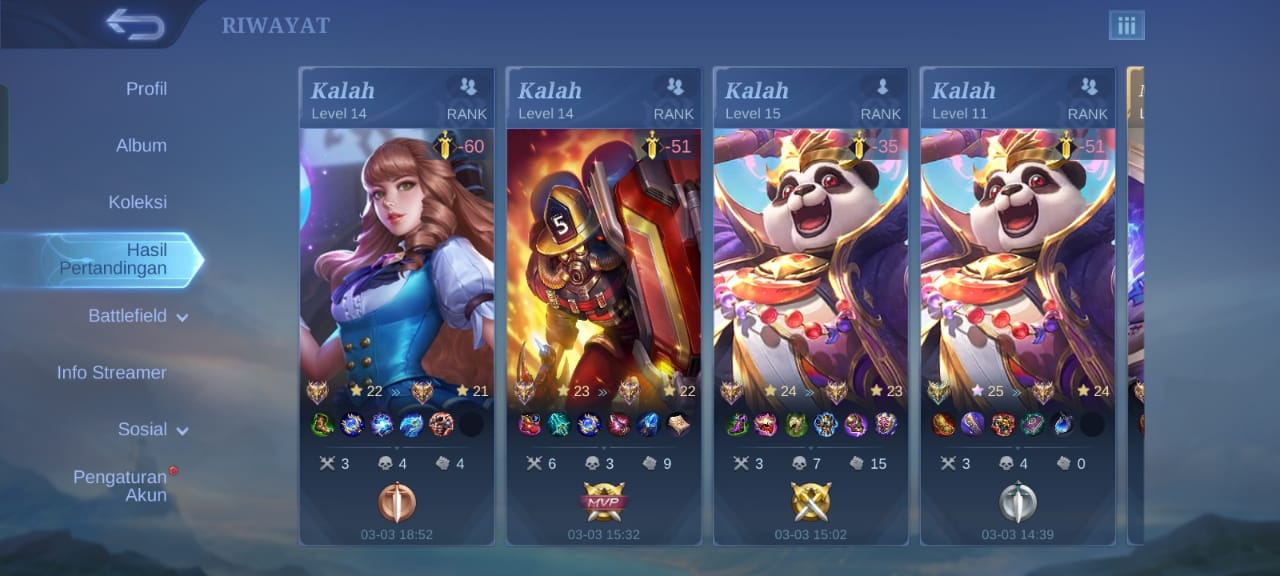 RIWAYAT
Profil
Album
Koleksi
Hasil
Pertandingan
Battlefield
Info Streamer
Sosial
Pengaturan
Akun
Kalah
Level 14 RANK
-60
22 » 21
3 4 4
03-03 18:52
Kalah
Level 14 RANK
-51
5
23 » 22
6 3 9
MVP
03-03 15:32
Kalah
Level 15 RANK
-35
24 » 23
3 7 15
03-03 15:02
Kalah
Level 11 RANK
-51
25 » 24
3 4 0
03-03 14:39